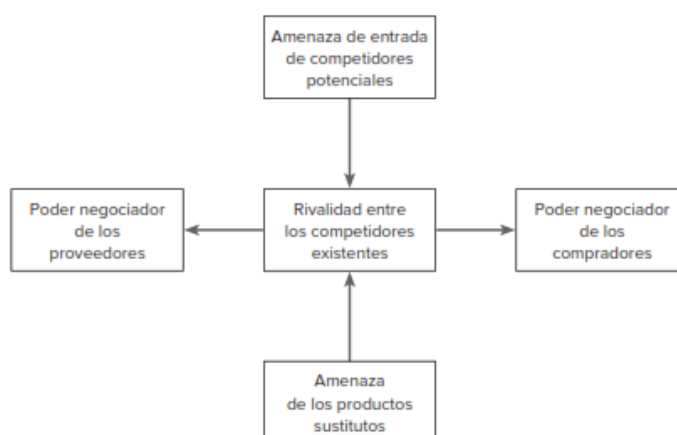 Amenaza de entrada
de competidores
potenciales
Poder negociador
de los
proveedores
Rivalidad entre
los competidores
existentes
Poder negociador
de los
compradores
Amenaza
de los productos
sustitutos